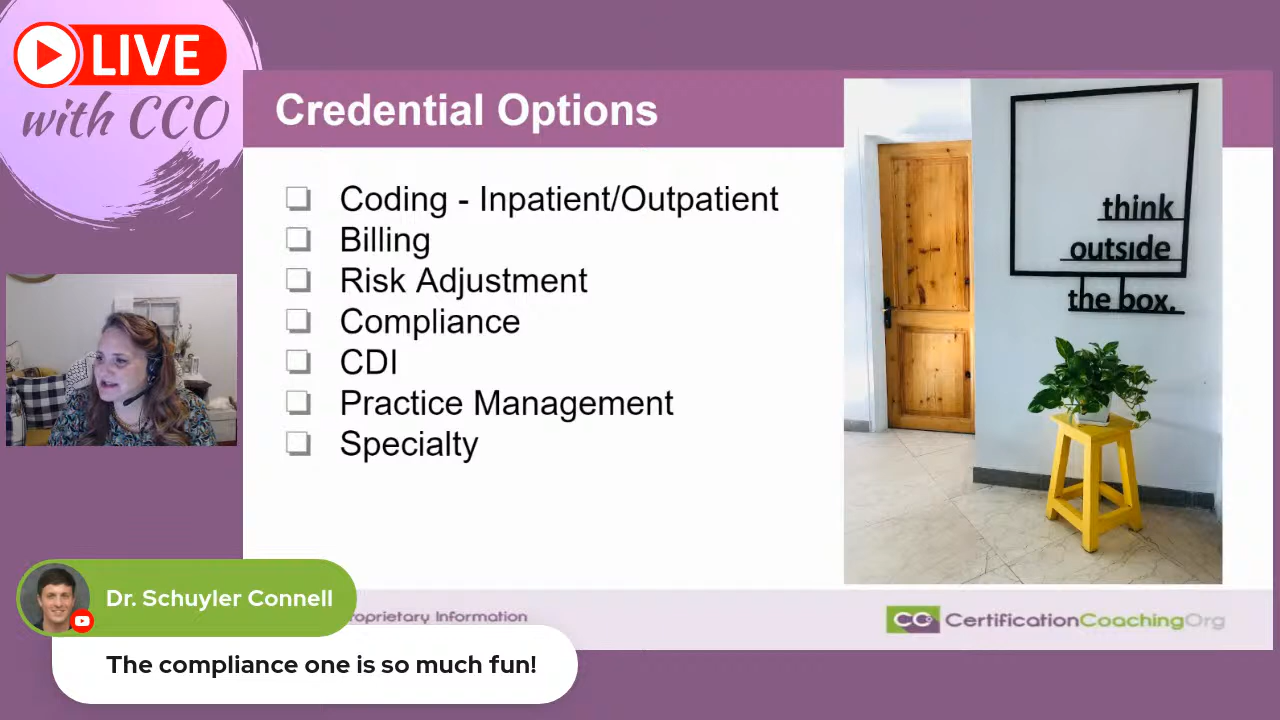 LIVE
with CCO
Credential Options
Coding - Inpatient/Outpatient
Billing
Risk Adjustment
Compliance
CDI
Practice Management
Specialty
think
outside
the box.
Dr. Schuyler Connell
The compliance one is so much fun!
Information
CC
CertificationCoachingOrg